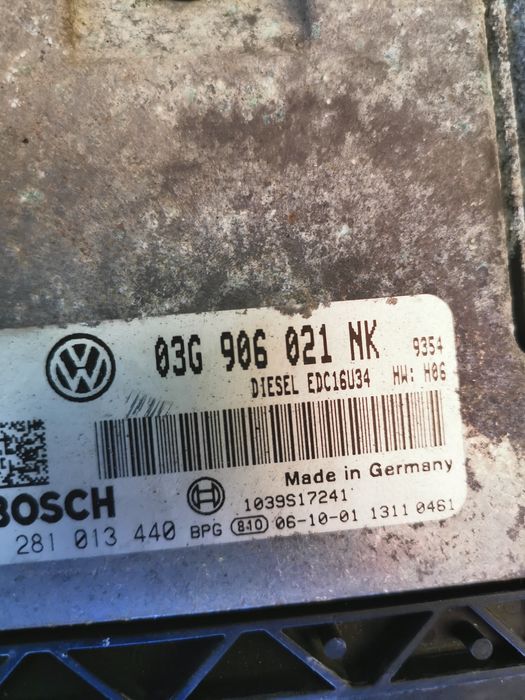 03G 906 021 NK 9354
DIESEL EDC16U34 HW: H06
Made in Germany
BOSCH 1039S17241
281 013 440 BPG 810 06-10-01 1311 0461